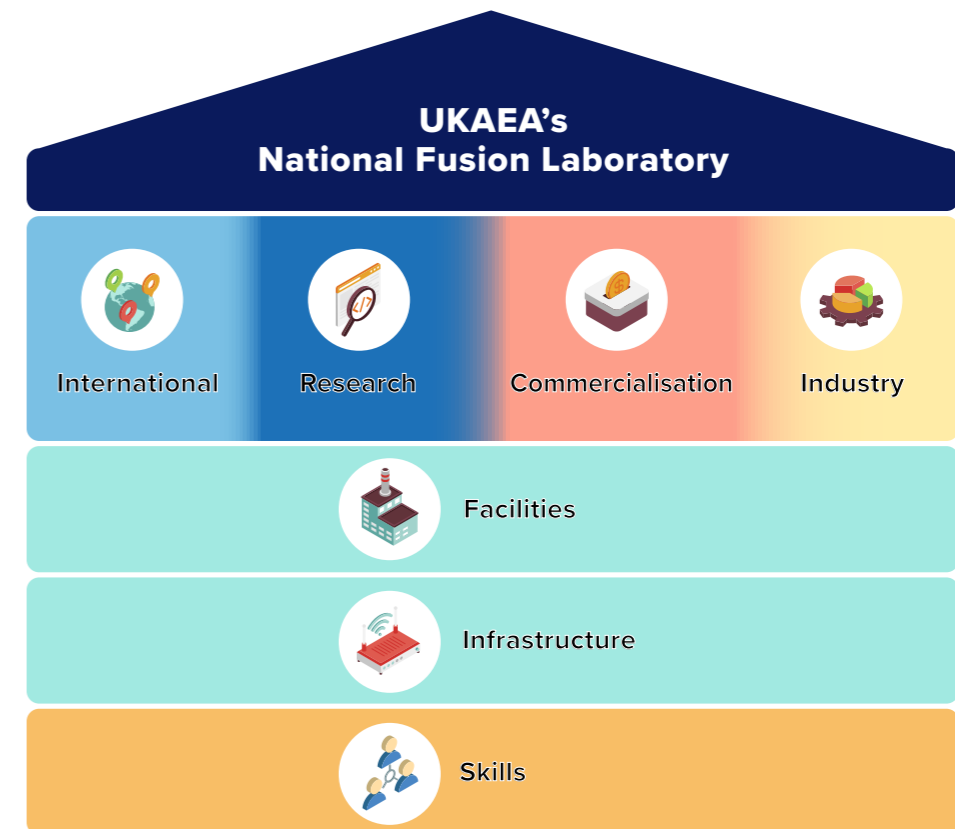 UKAEA’s
National Fusion Laboratory
International
Research
Commercialisation
Industry
Facilities
Infrastructure
Skills